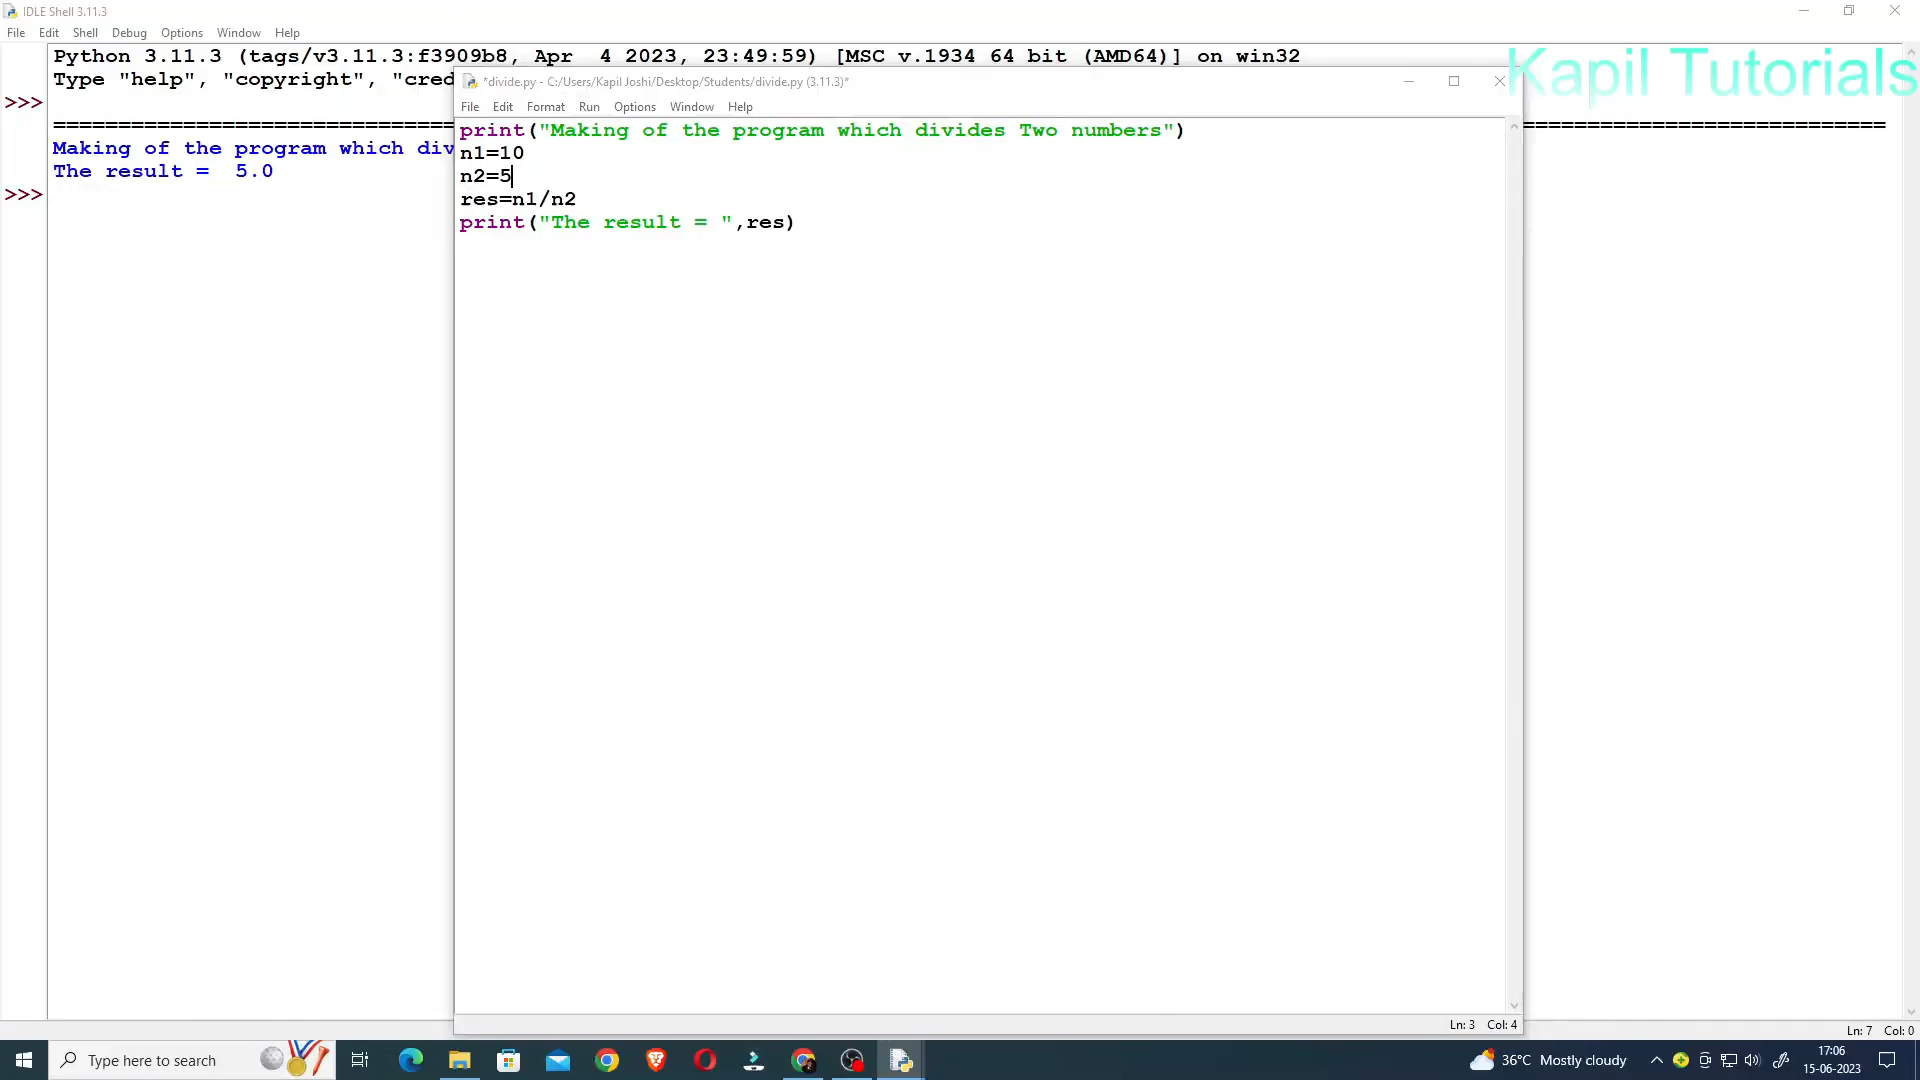 IDLE Shell 3.11.3
File Edit Shell Debug Options Window Help
Python 3.11.3 (tags/v3.11.3:f3909b8, Apr  4 2023, 23:49:59) [MSC v.1934 64 bit (AMD64)] on win32
Type "help", "copyright", "cred
>>>
==============================
Making of the program which div
The result =  5.0
>>>
Kapil Tutorials
*divide.py - C:/Users/Kapil Joshi/Desktop/Students/divide.py (3.11.3)*
File Edit Format Run Options Window Help
print("Making of the program which divides Two numbers")
n1=10
n2=5
res=n1/n2
print("The result = ",res)
Ln: 3 Col: 4
Ln: 7 Col: 0
Type here to search
36°C Mostly cloudy
17:06
15-06-2023